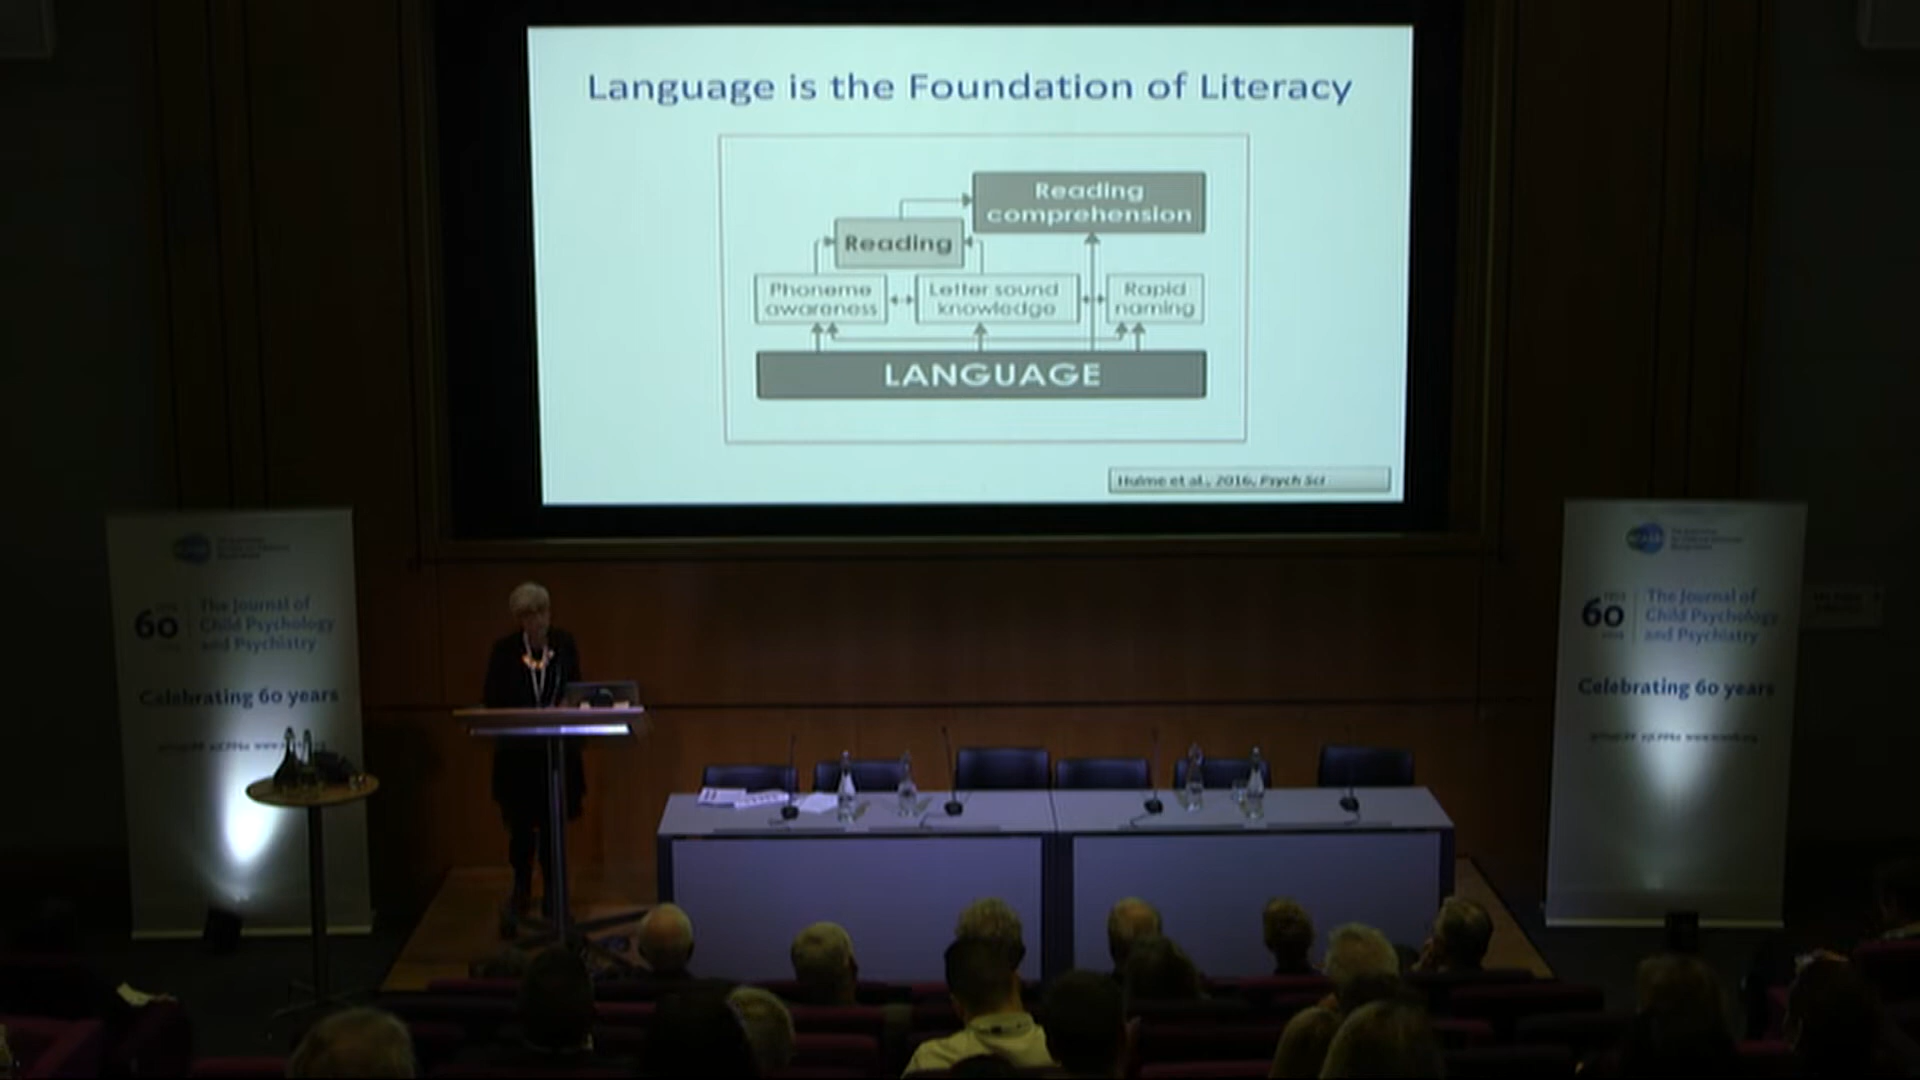 Language is the Foundation of Literacy
Reading
comprehension
Reading
Phoneme
awareness
Letter sound
knowledge
Rapid
naming
LANGUAGE
Hulme et al., 2016, Psych Sci
60
The Journal of
Child Psychology
and Psychiatry
Celebrating 60 years
60
The Journal of
Child Psychology
and Psychiatry
Celebrating 60 years